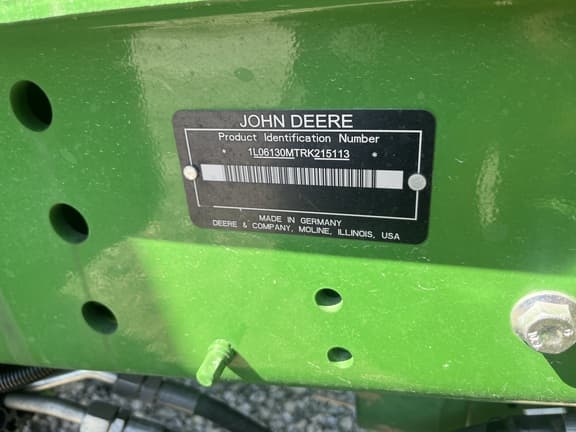 JOHN DEERE
Product Identification Number
* 1L06130MTRK215113 *
MADE IN GERMANY
DEERE & COMPANY, MOLINE, ILLINOIS, USA